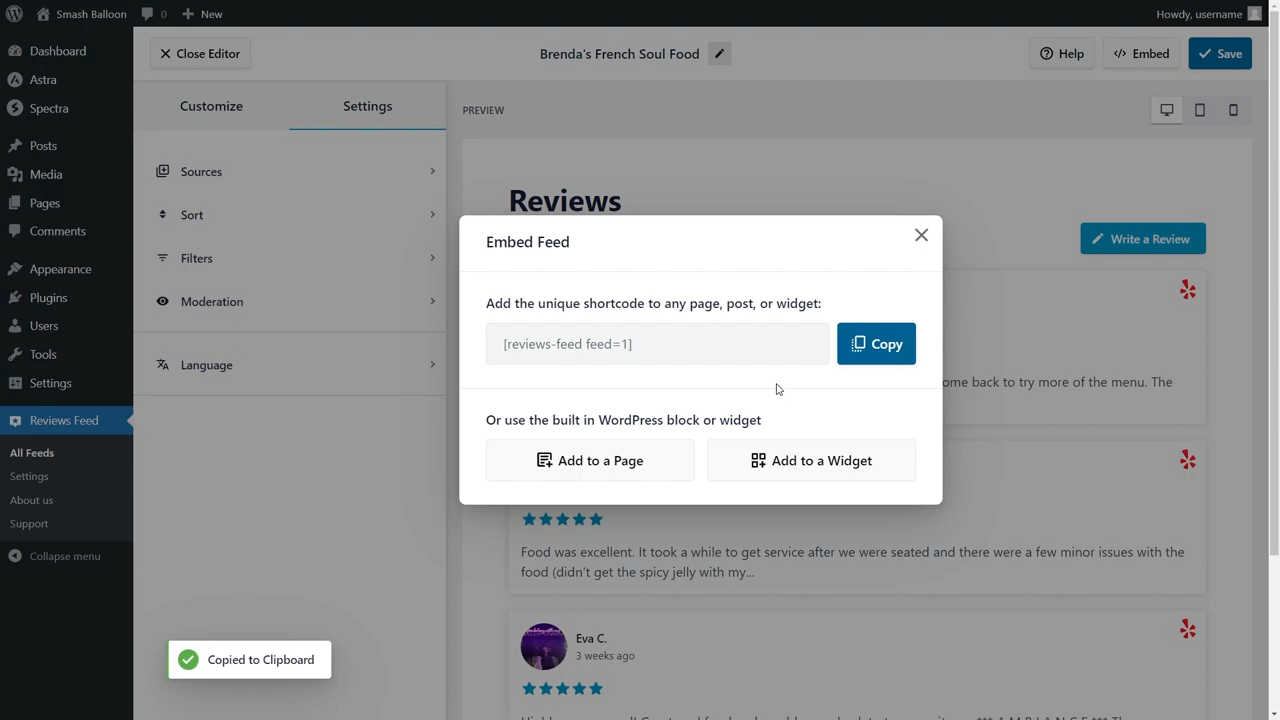 Smash Balloon
0
New
Howdy, username
Dashboard
Astra
Spectra
Posts
Media
Pages
Comments
Appearance
Plugins
Users
Tools
Settings
Reviews Feed
All Feeds
Settings
About us
Support
Collapse menu
Close Editor
Brenda's French Soul Food
Help
Embed
Save
Customize
Settings
Sources
Sort
Filters
Moderation
Language
Copied to Clipboard
PREVIEW
Reviews
Write a Review
Embed Feed
Add the unique shortcode to any page, post, or widget:
[reviews-feed feed=1]
Copy
Or use the built in WordPress block or widget
Add to a Page
Add to a Widget
ome back to try more of the menu. The
Food was excellent. It took a while to get service after we were seated and there were a few minor issues with the
food (didn't get the spicy jelly with my...
Eva C.
3 weeks ago